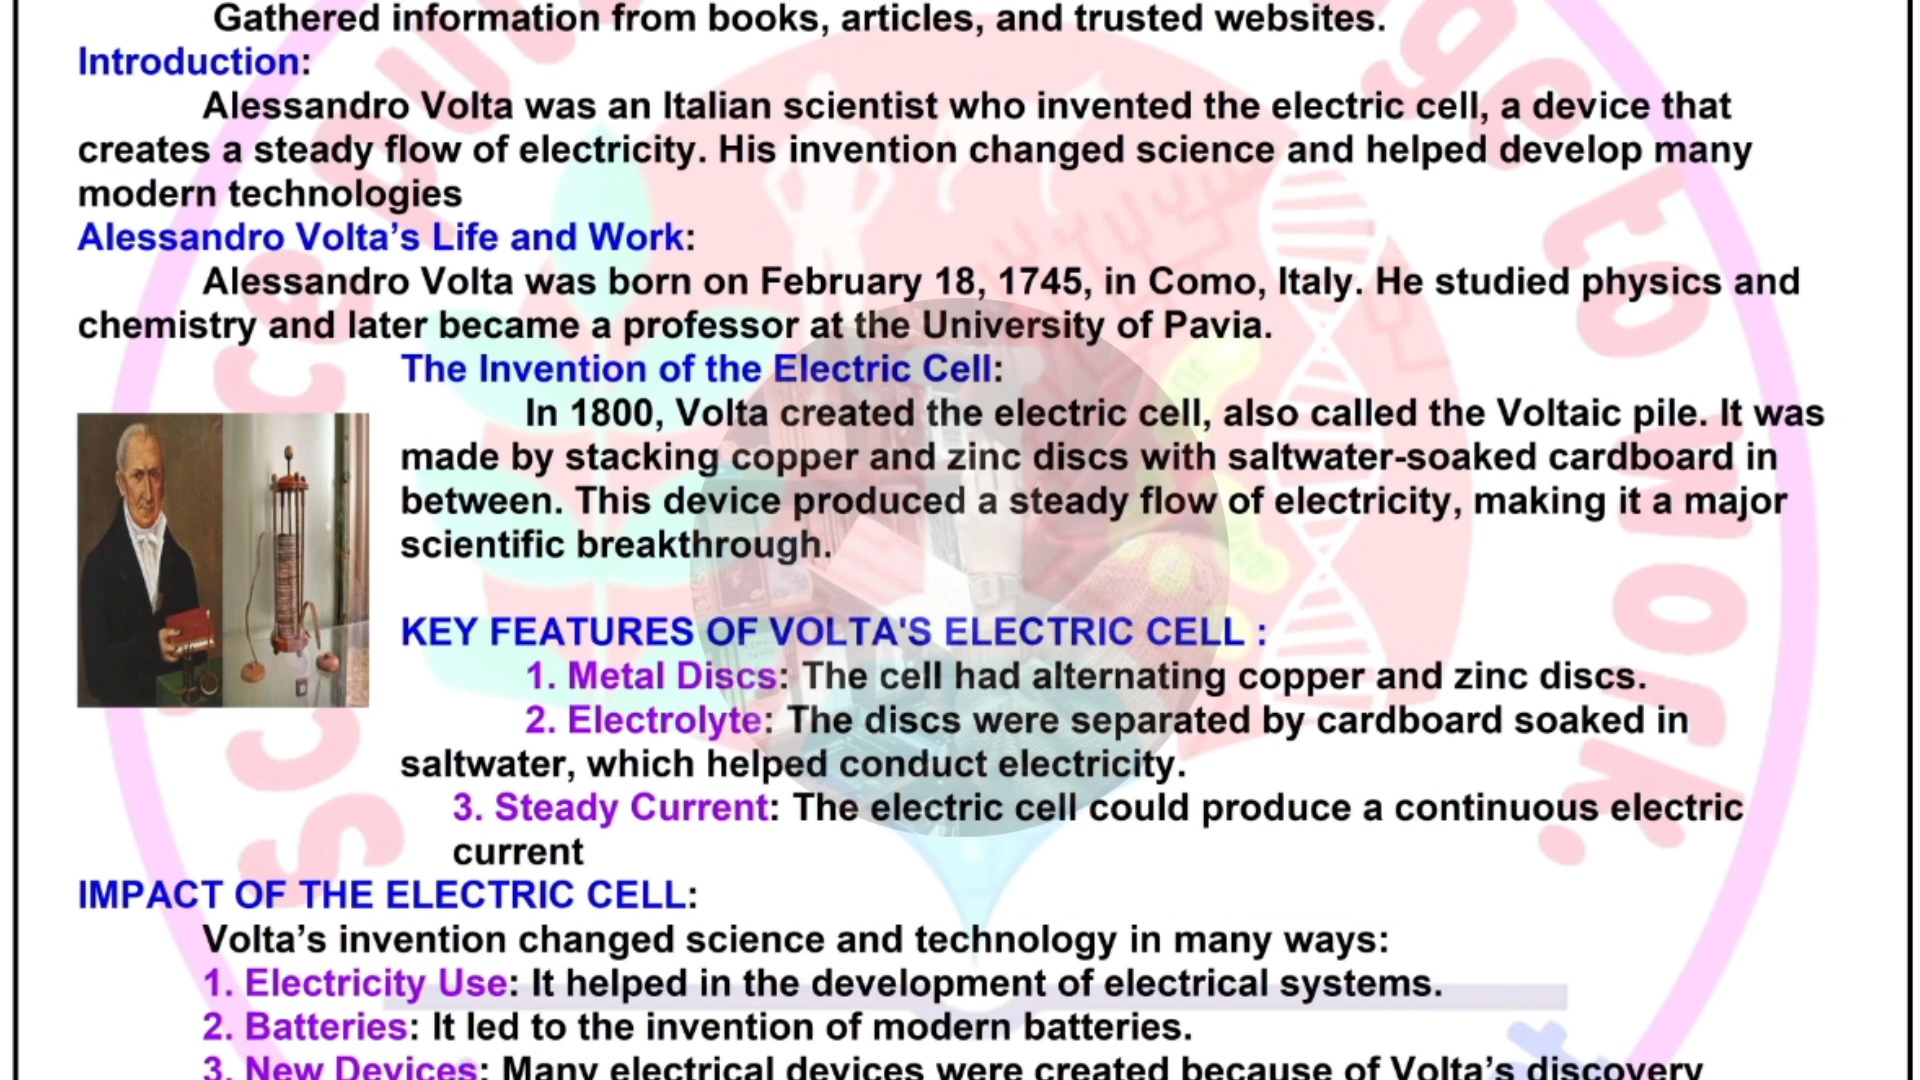 Gathered information from books, articles, and trusted websites.
Introduction:
Alessandro Volta was an Italian scientist who invented the electric cell, a device that
creates a steady flow of electricity. His invention changed science and helped develop many
modern technologies
Alessandro Volta’s Life and Work:
Alessandro Volta was born on February 18, 1745, in Como, Italy. He studied physics and
chemistry and later became a professor at the University of Pavia.
The Invention of the Electric Cell:
In 1800, Volta created the electric cell, also called the Voltaic pile. It was
made by stacking copper and zinc discs with saltwater-soaked cardboard in
between. This device produced a steady flow of electricity, making it a major
scientific breakthrough.
KEY FEATURES OF VOLTA'S ELECTRIC CELL :
1. Metal Discs: The cell had alternating copper and zinc discs.
2. Electrolyte: The discs were separated by cardboard soaked in
saltwater, which helped conduct electricity.
3. Steady Current: The electric cell could produce a continuous electric
current
IMPACT OF THE ELECTRIC CELL:
Volta’s invention changed science and technology in many ways:
1. Electricity Use: It helped in the development of electrical systems.
2. Batteries: It led to the invention of modern batteries.
3. New Devices: Many electrical devices were created because of Volta’s discovery
to work.